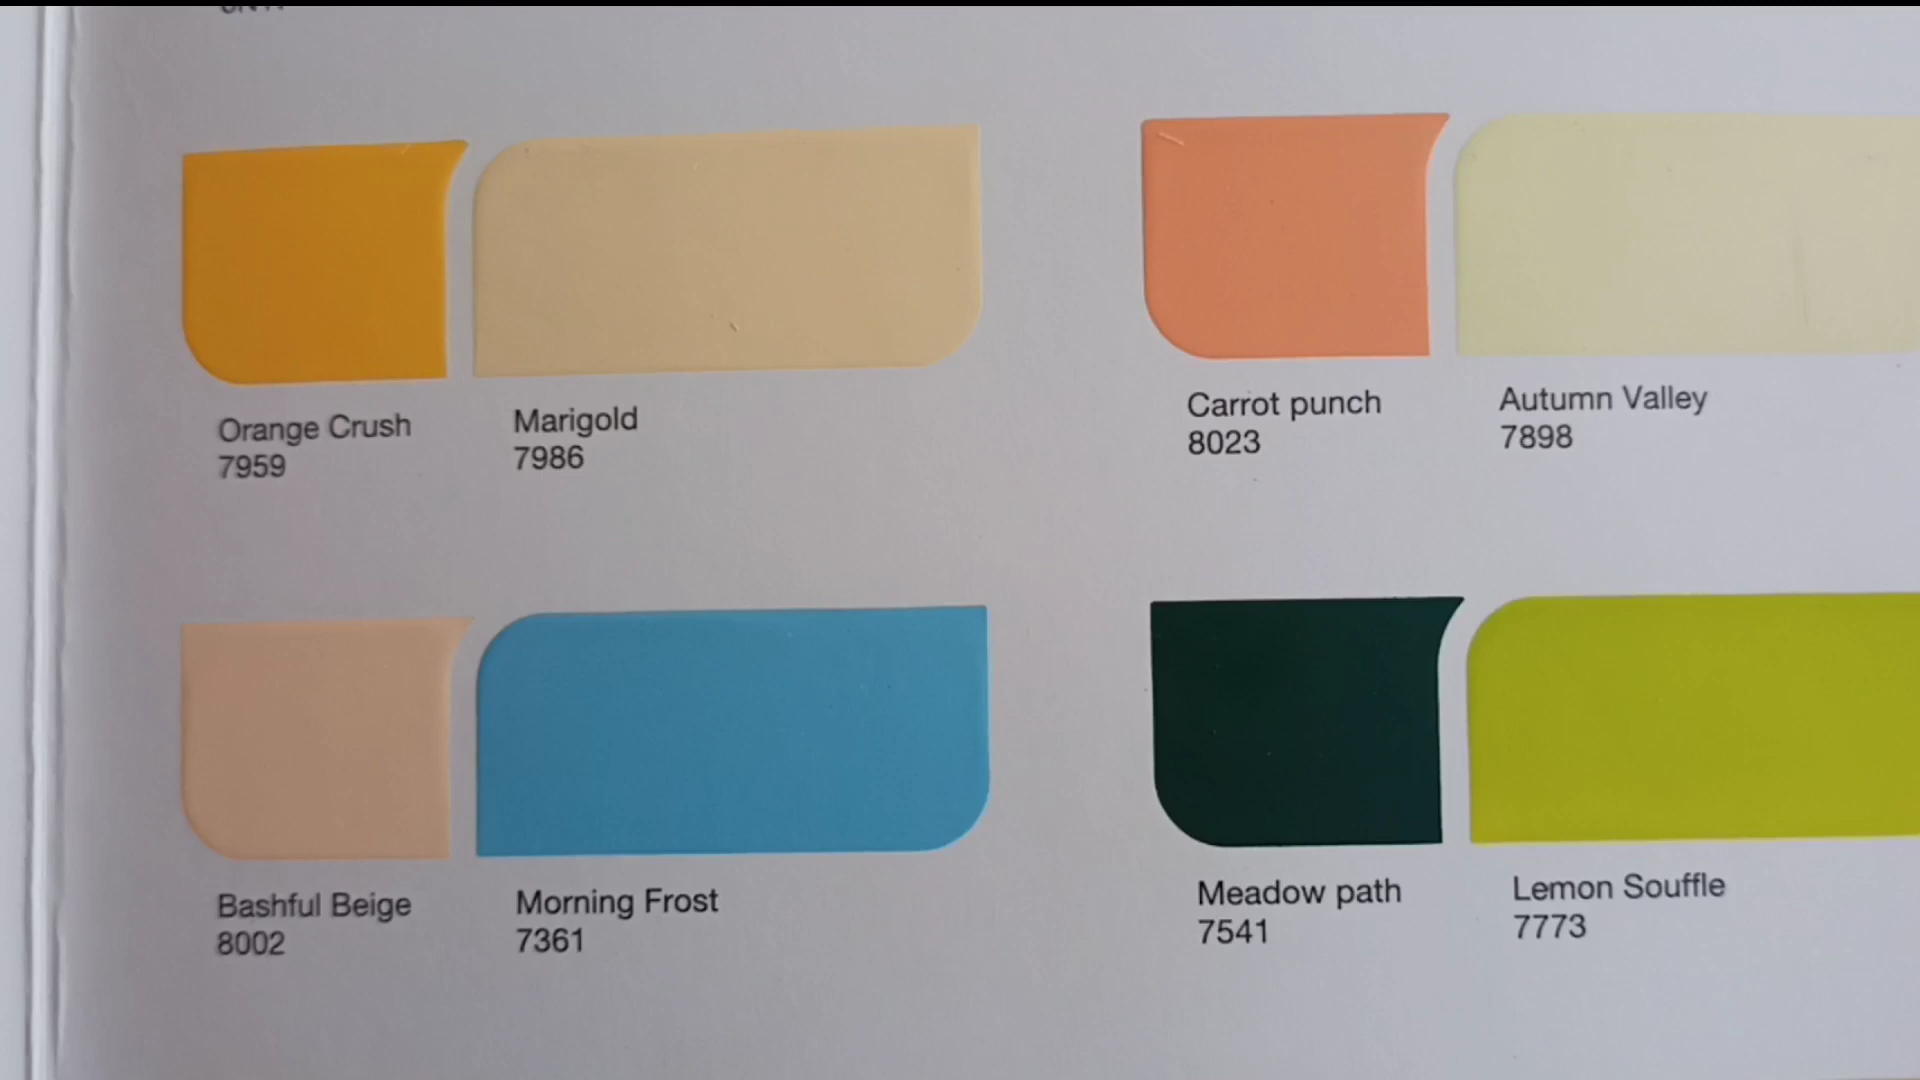 Orange Crush
7959
Marigold
7986
Carrot punch
8023
Autumn Valley
7898
Bashful Beige
8002
Morning Frost
7361
Meadow path
7541
Lemon Souffle
7773